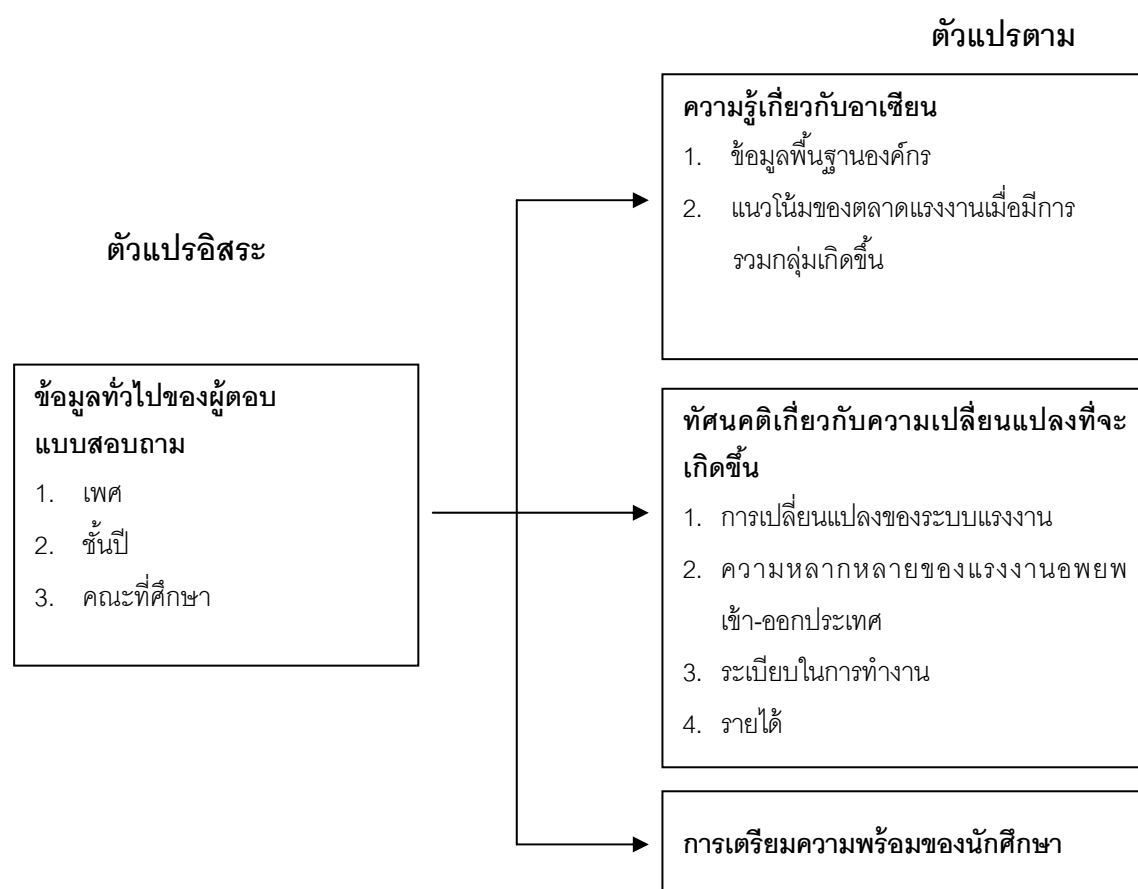 ตัวแปรตาม
ความรู้เกี่ยวกับอาเซียน
1. ข้อมูลพื้นฐานองค์กร
2. แนวโน้มของตลาดแรงงานเมื่อมีการ
รวมกลุ่มเกิดขึ้น
ตัวแปรอิสระ
ข้อมูลทั่วไปของผู้ตอบ
แบบสอบถาม
1. เพศ
2. ชั้นปี
3. คณะที่ศึกษา
ทัศนคติเกี่ยวกับความเปลี่ยนแปลงที่จะ
เกิดขึ้น
1. การเปลี่ยนแปลงของระบบแรงงาน
2. ความหลากหลายของแรงงานอพยพ
เข้า-ออกประเทศ
3. ระเบียบในการทำงาน
4. รายได้
การเตรียมความพร้อมของนักศึกษา